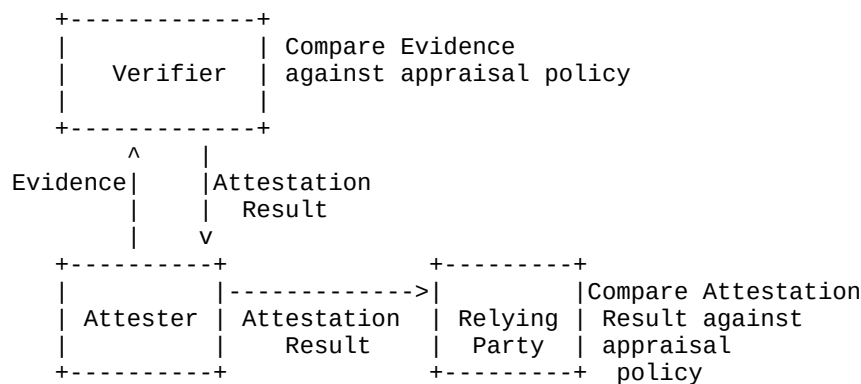 +-------------+
|             | Compare Evidence
|   Verifier  | against appraisal policy
|             |
+-------------+
^    |
Evidence|    |Attestation
|    |  Result
|    v
+----------+             +---------+
|          |------------->|         |Compare Attestation
| Attester | Attestation  | Relying | Result against
|          |    Result    |  Party  | appraisal
+----------+             +---------+  policy